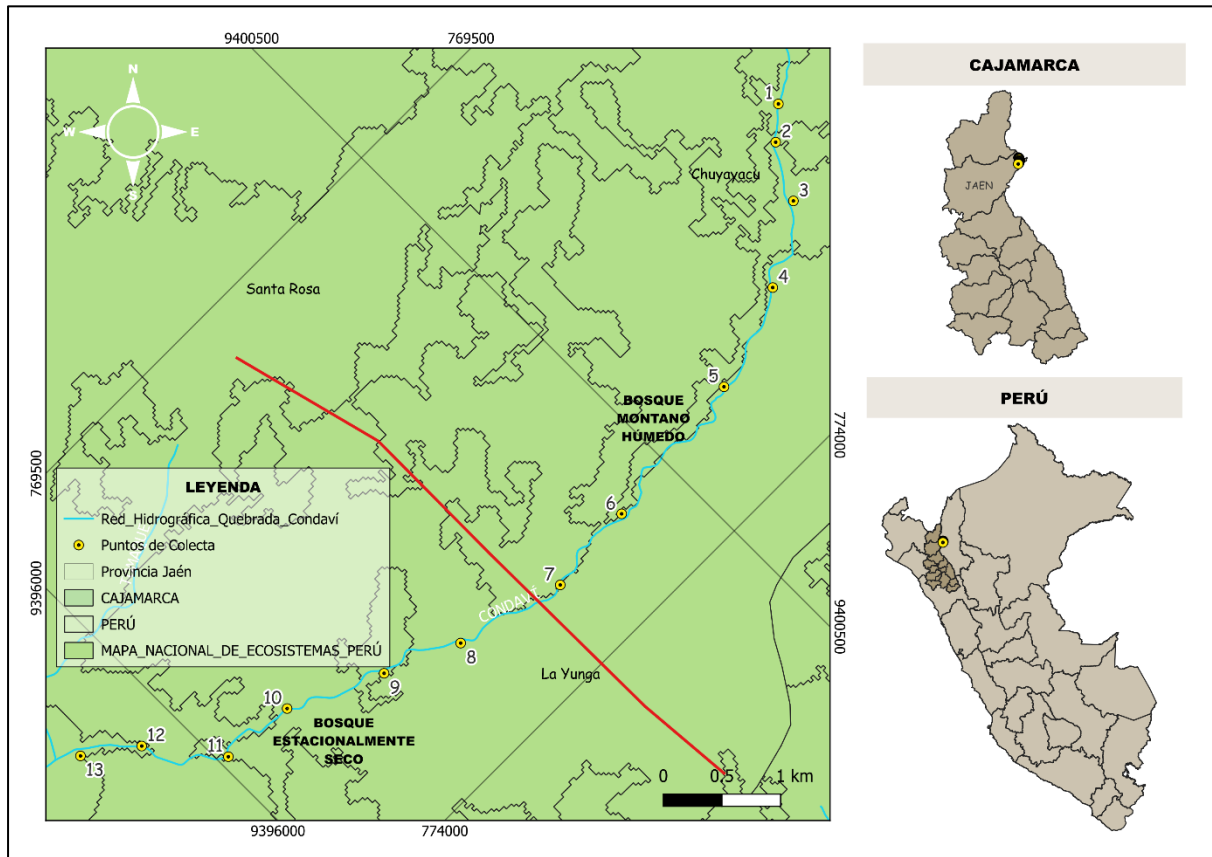 9400500
769500
N
W
E
S
1
2
Chuyayacu
3
Santa Rosa
4
5
BOSQUE
MONTANO
HÚMEDO
774000
769500
LEYENDA
Red_Hidrográfica_Quebrada_Condaví
Puntos de Colecta
Provincia Jaén
CAJAMARCA
PERÚ
MAPA_NACIONAL_DE_ECOSISTEMAS_PERÚ
6
7
CONDAVÍ
9396000
9400500
8
La Yunga
9
10
BOSQUE
ESTACIONALMENTE
SECO
11
12
13
0 0.5 1 km
9396000
774000
CAJAMARCA
JAEN
PERÚ